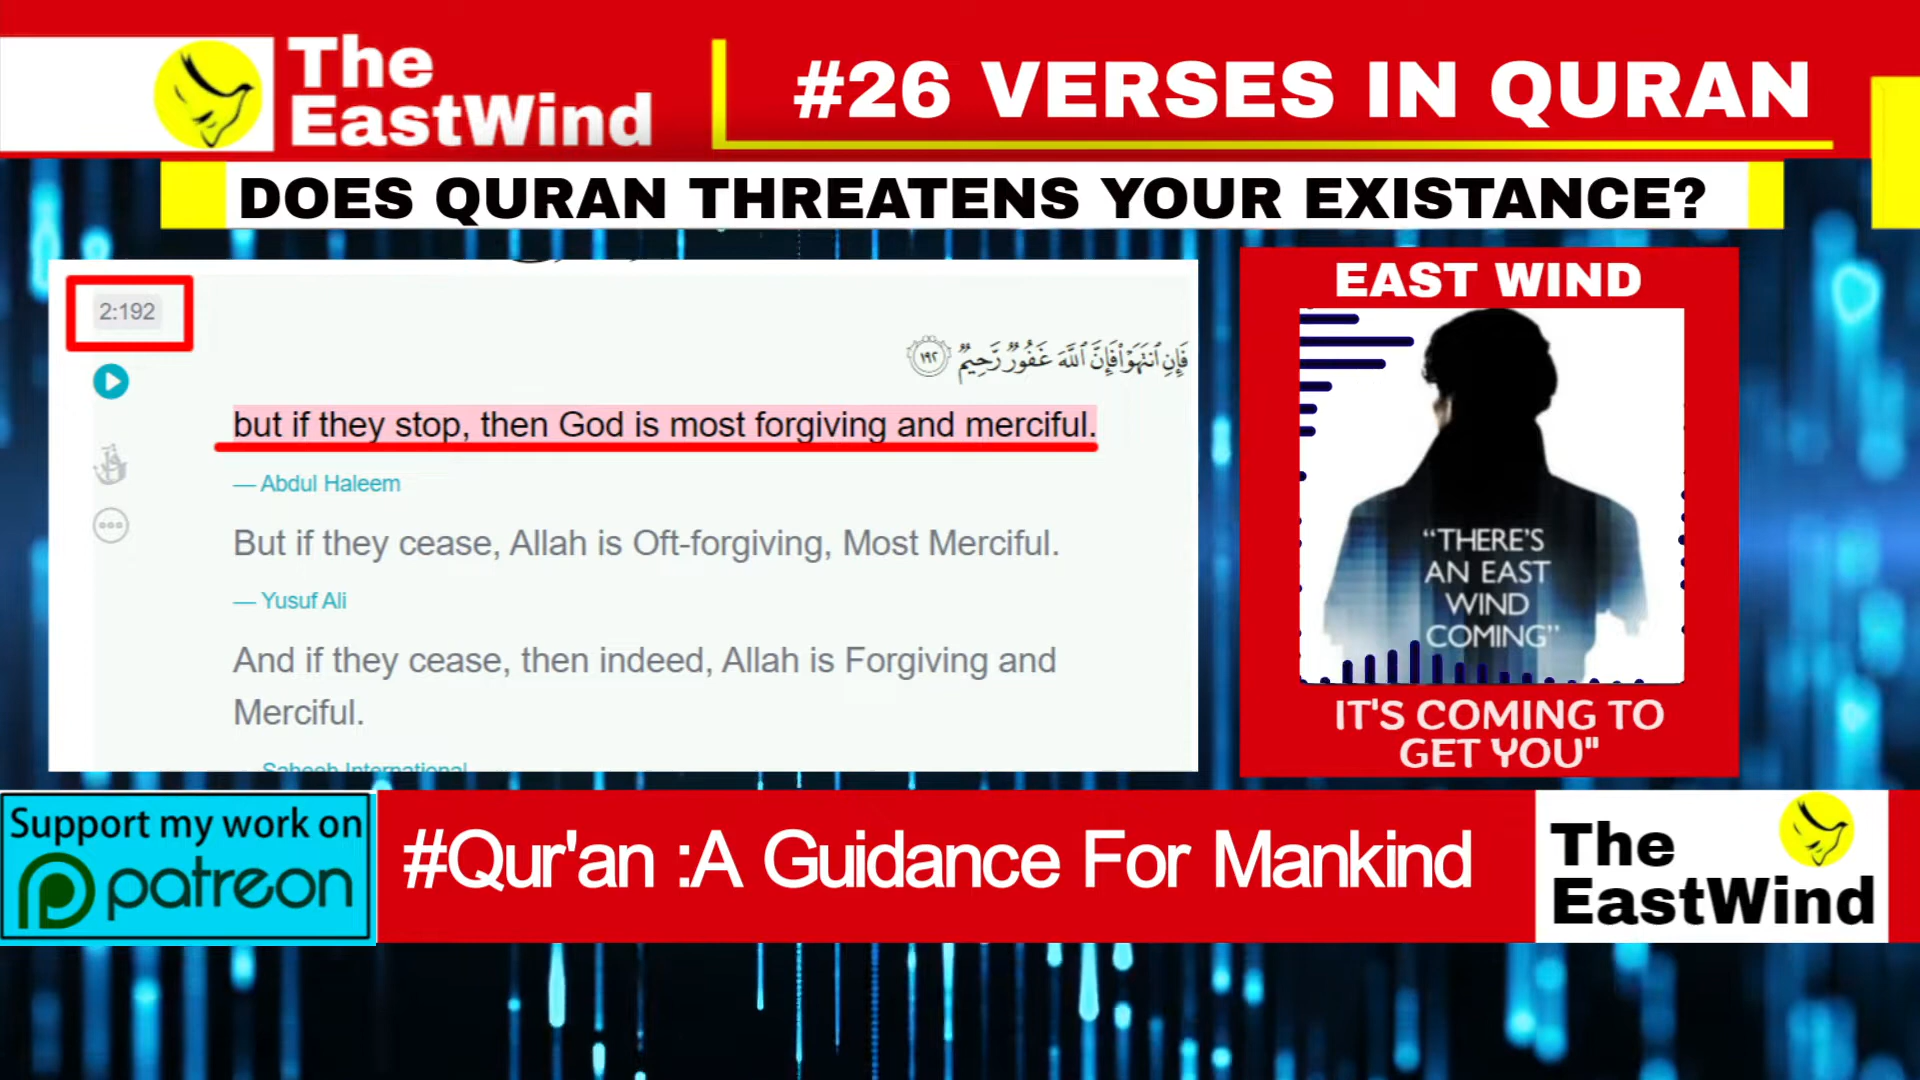 The
EastWind
#26 VERSES IN QURAN
DOES QURAN THREATENS YOUR EXISTANCE?
2:192
فَإِنِ ٱنتَهَوْا۟ فَإِنَّ ٱللَّهَ غَفُورٌ رَّحِيمٌ ١٩٢
but if they stop, then God is most forgiving and merciful.
— Abdul Haleem
But if they cease, Allah is Oft-forgiving, Most Merciful.
— Yusuf Ali
And if they cease, then indeed, Allah is Forgiving and
Merciful.
Saheeh International
EAST WIND
“THERE'S
AN EAST
WIND
COMING”
IT'S COMING TO
GET YOU"
Support my work on
patreon
#Qur'an :A Guidance For Mankind
The
EastWind